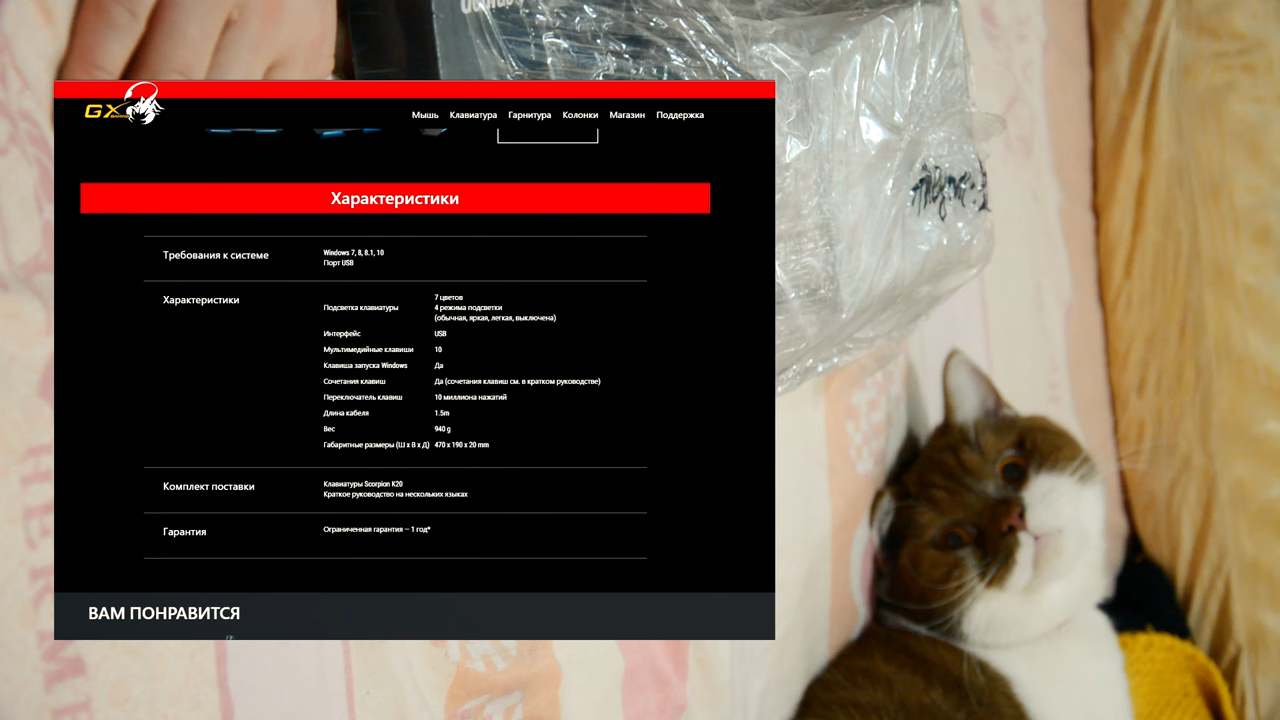 GX
GAMING
Мышь Клавиатура Гарнитура Колонки Магазин Поддержка
Характеристики
Требования к системе
Windows 7, 8, 8.1, 10
Порт USB
Характеристики
Подсветка клавиатуры
7 цветов
4 режима подсветки
(обычная, яркая, легкая, выключена)
Интерфейс USB
Мультимедийные клавиши 10
Клавиша запуска Windows Да
Сочетания клавиш Да (сочетания клавиш см. в кратком руководстве)
Переключатель клавиш 10 миллиона нажатий
Длина кабеля 1.5m
Вес 940 g
Габаритные размеры (Ш x В x Д) 470 x 190 x 20 mm
Комплект поставки
Клавиатуры Scorpion K20
Краткое руководство на нескольких языках
Гарантия
Ограниченная гарантия – 1 год*
ВАМ ПОНРАВИТСЯ